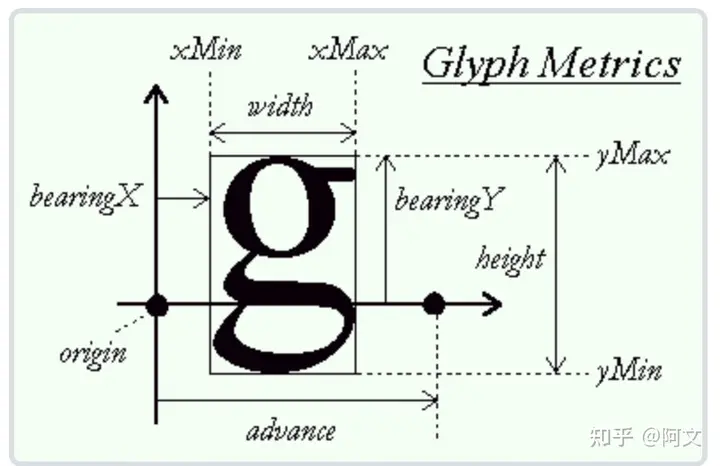 xMin
xMax
Glyph Metrics
width
yMax
bearingX
g
bearingY
height
origin
yMin
advance
知乎 @阿文